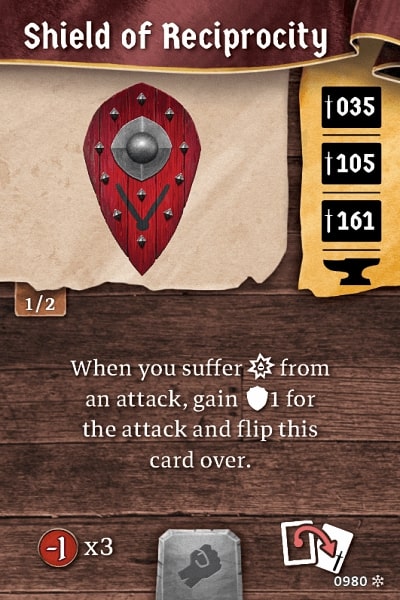 Shield of Reciprocity
035
105
161
1/2
When you suffer from
an attack, gain 1 for
the attack and flip this
card over.
-1 x3
0980